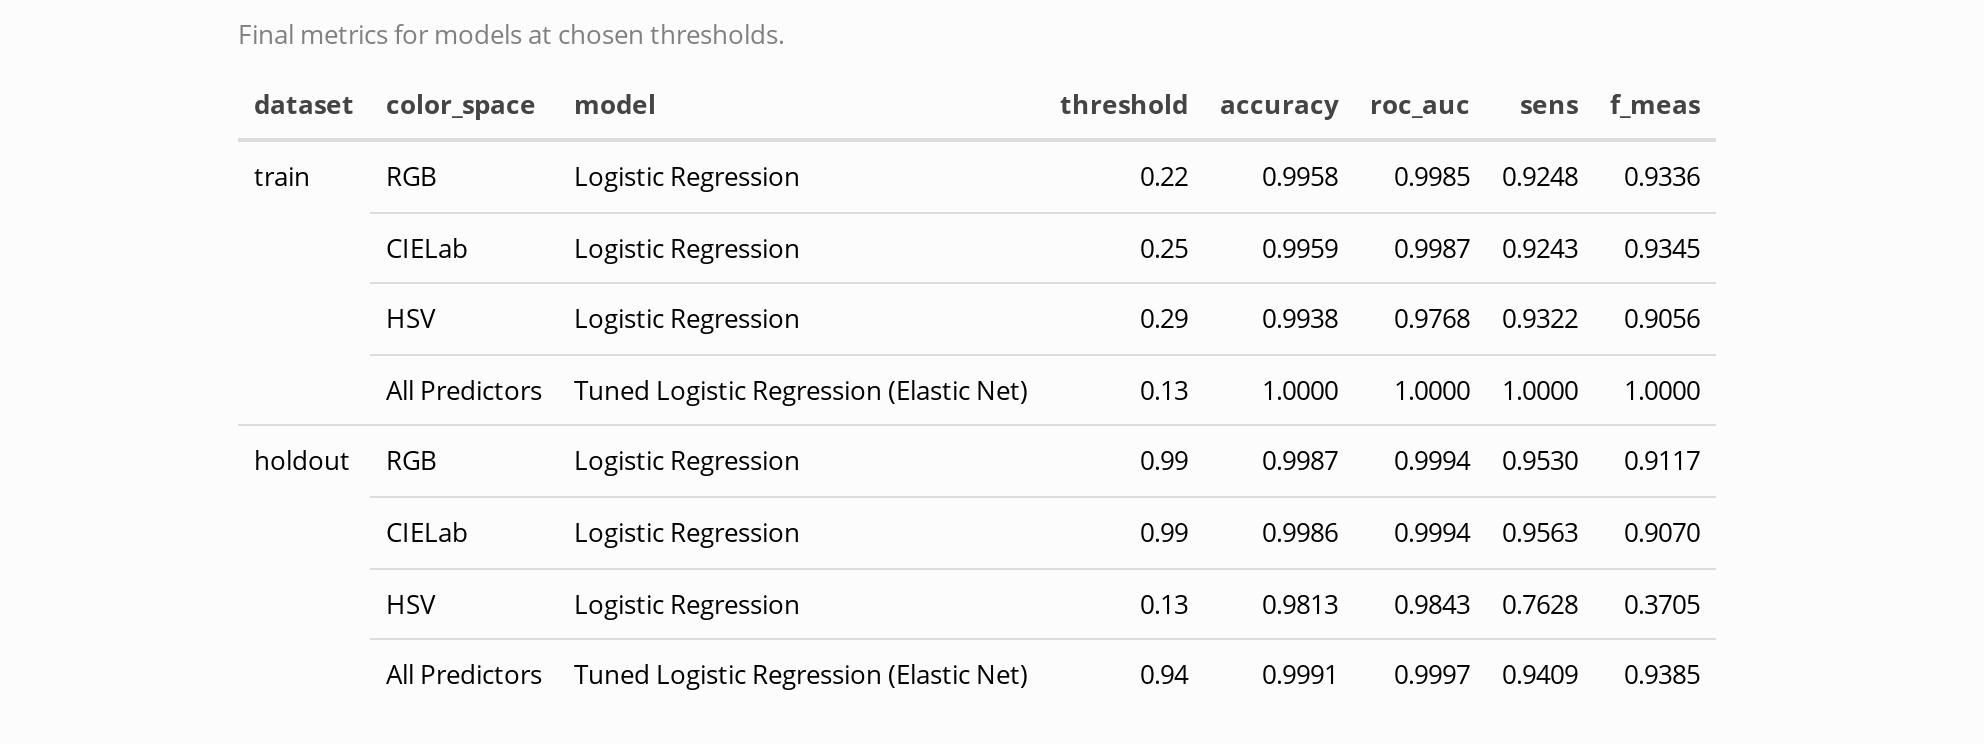 Final metrics for models at chosen thresholds.
dataset color_space model threshold accuracy roc_auc sens f_meas
train RGB Logistic Regression 0.22 0.9958 0.9985 0.9248 0.9336
CIELab Logistic Regression 0.25 0.9959 0.9987 0.9243 0.9345
HSV Logistic Regression 0.29 0.9938 0.9768 0.9322 0.9056
All Predictors Tuned Logistic Regression (Elastic Net) 0.13 1.0000 1.0000 1.0000 1.0000
holdout RGB Logistic Regression 0.99 0.9987 0.9994 0.9530 0.9117
CIELab Logistic Regression 0.99 0.9986 0.9994 0.9563 0.9070
HSV Logistic Regression 0.13 0.9813 0.9843 0.7628 0.3705
All Predictors Tuned Logistic Regression (Elastic Net) 0.94 0.9991 0.9997 0.9409 0.9385